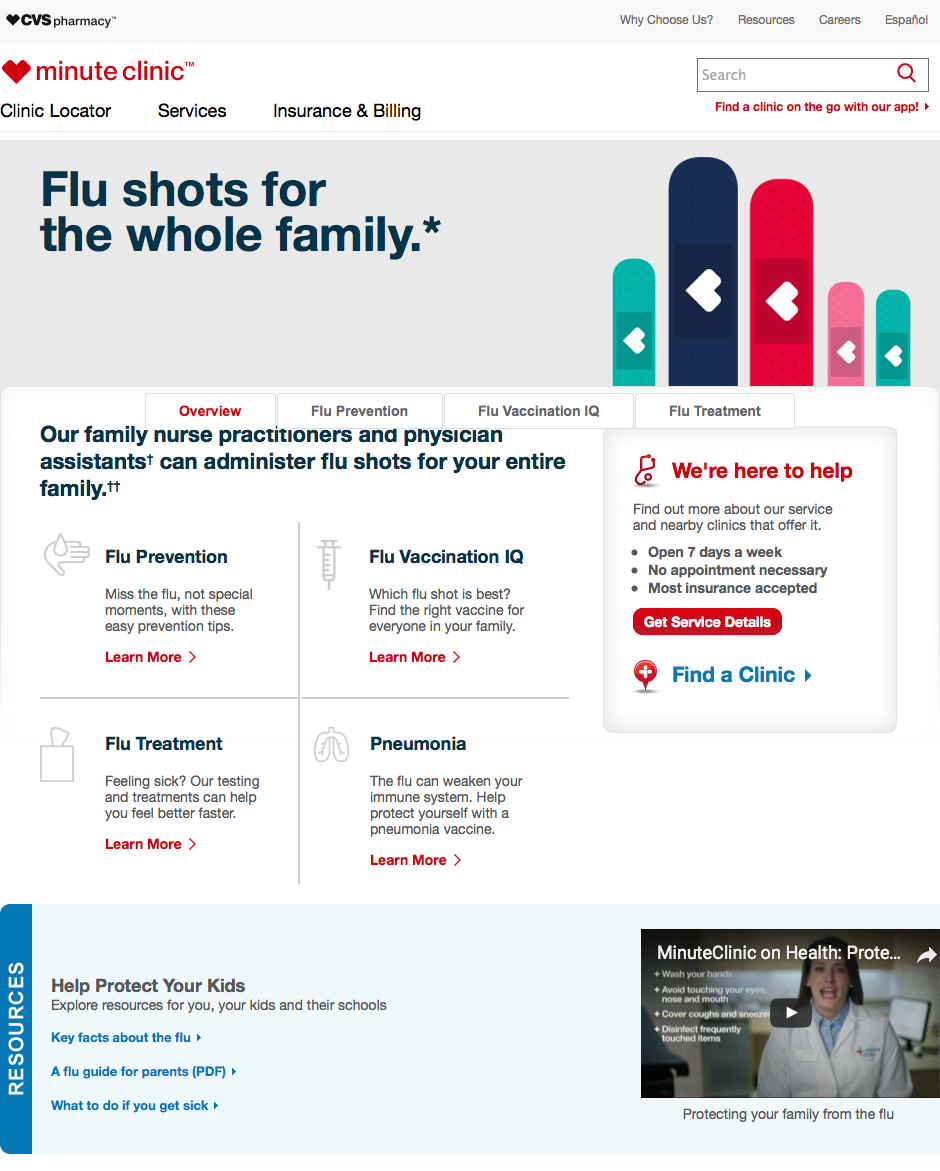 CVS pharmacy™
Why Choose Us? Resources Careers Español
minute clinic™
Search
Clinic Locator Services Insurance & Billing
Find a clinic on the go with our app!
Flu shots for
the whole family.*
Overview Flu Prevention Flu Vaccination IQ Flu Treatment
Our family nurse practitioners and physician
assistants† can administer flu shots for your entire
family.††
Flu Prevention
Miss the flu, not special
moments, with these
easy prevention tips.
Learn More
Flu Vaccination IQ
Which flu shot is best?
Find the right vaccine for
everyone in your family.
Learn More
Flu Treatment
Feeling sick? Our testing
and treatments can help
you feel better faster.
Learn More
Pneumonia
The flu can weaken your
immune system. Help
protect yourself with a
pneumonia vaccine.
Learn More
We're here to help
Find out more about our service
and nearby clinics that offer it.
Open 7 days a week
No appointment necessary
Most insurance accepted
Get Service Details
Find a Clinic
RESOURCES
Help Protect Your Kids
Explore resources for you, your kids and their schools
Key facts about the flu
A flu guide for parents (PDF)
What to do if you get sick
MinuteClinic on Health: Prote...
+ Wash your hands
+ Avoid touching your eyes,
nose and mouth
+ Cover coughs and sneezes
+ Disinfect frequently
touched items
Protecting your family from the flu